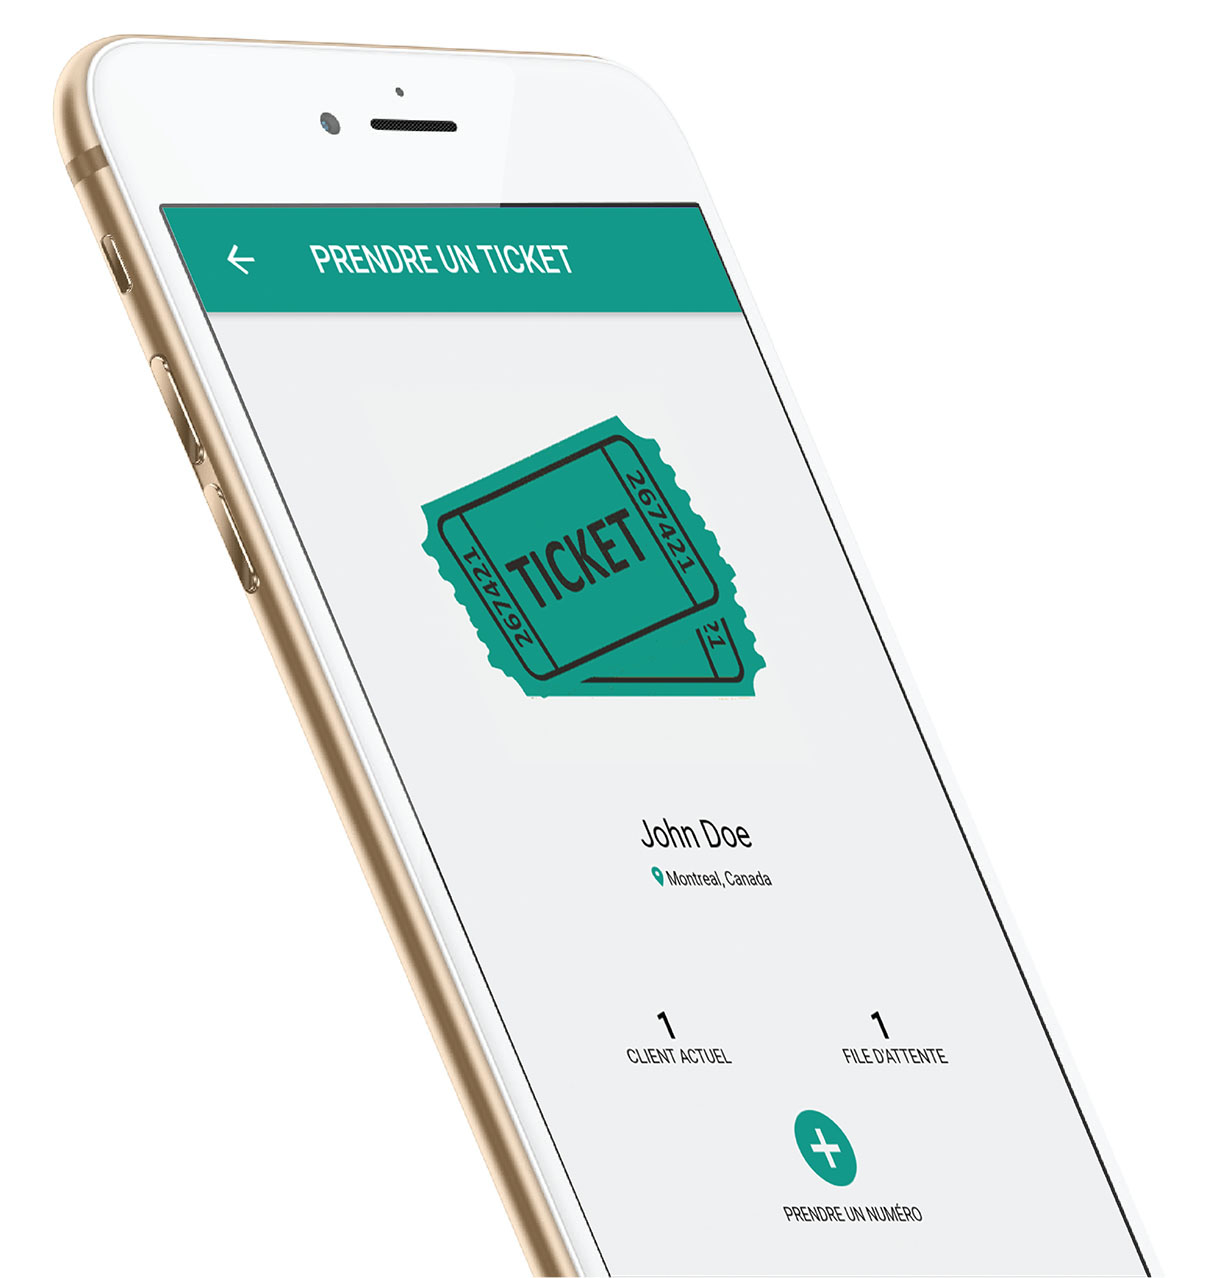 PRENDRE UN TICKET
267421
TICKET
267421
John Doe
Montreal, Canada
1
CLIENT ACTUEL
1
FILE D'ATTENTE
PRENDRE UN NUMÉRO